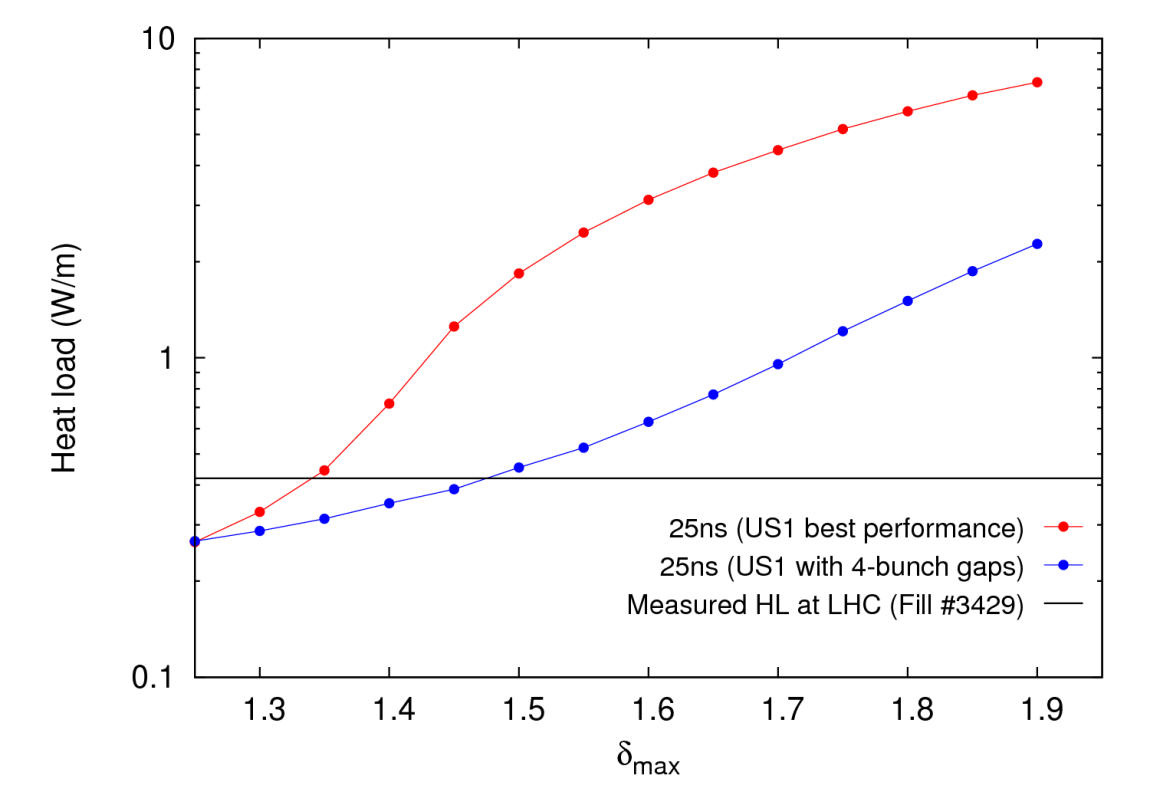 10
1
0.1
Heat load (W/m)
25ns (US1 best performance)
25ns (US1 with 4-bunch gaps)
Measured HL at LHC (Fill #3429)
1.3 1.4 1.5 1.6 1.7 1.8 1.9
δmax